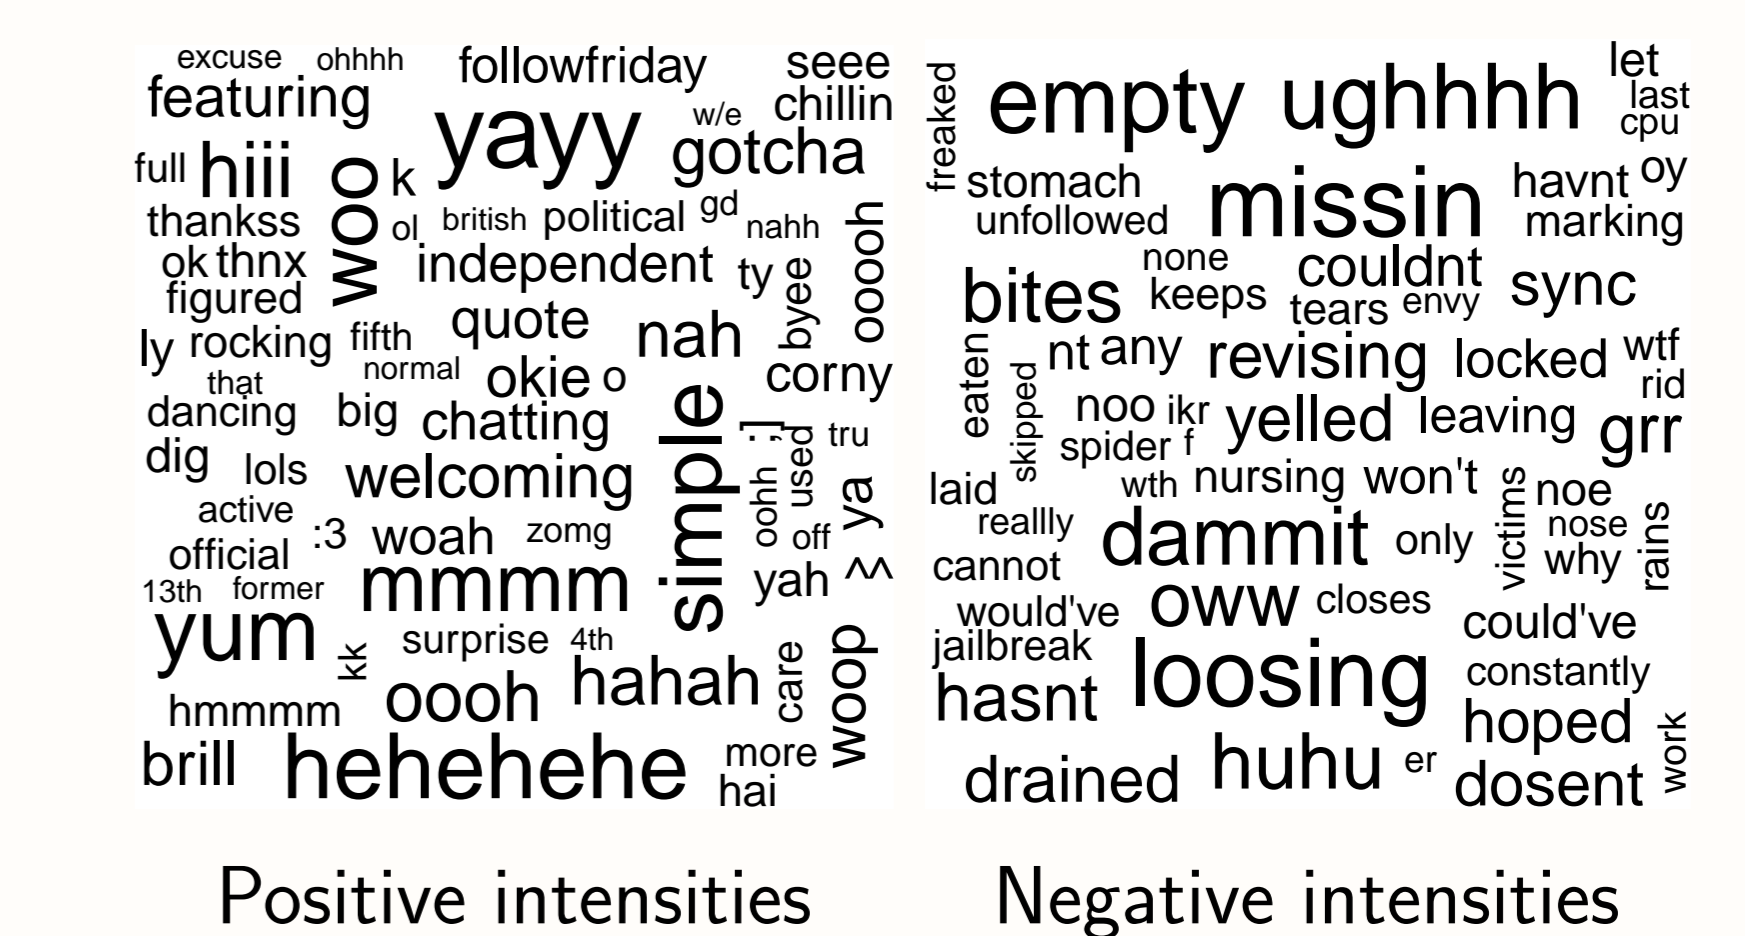 excuse ohhhh followfriday seee
featuring yayy w/e chillin
full hiii woo k gotcha
thankss ol british political gd nahh oooh
ok thnx independent ty byee
figured
ly rocking fifth quote nah
that normal okie o corny
dancing big chatting simple ;] used tru
dig lols welcoming oohh ya
active :3 woah zomg off
official yah ^^
13th former mmmm
yum kk surprise 4th care woop
hmmmm oooh hahah
brill hehehehe more
hai
freaked empty ughhhh let
last
cpu
stomach missin havnt oy
unfollowed marking
bites none couldnt sync
keeps tears envy
eaten skipped nt any revising locked wtf
rid
noo ikr yelled leaving grr
spider f
laid wth nursing won't victims noe
reallly dammit only nose rains
cannot why
would've oww closes could've
jailbreak loosing constantly
hasnt hoped work
drained huhu er dosent
Positive intensities
Negative intensities